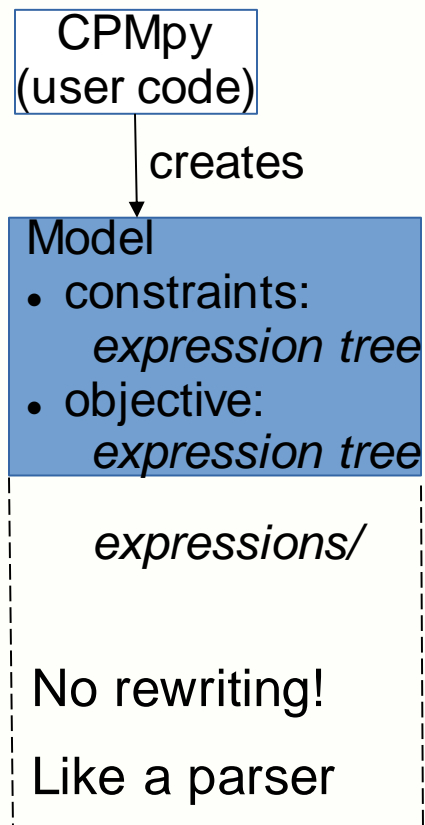 CPMpy
(user code)
creates
Model
• constraints:
expression tree
• objective:
expression tree
expressions/
No rewriting!
Like a parser